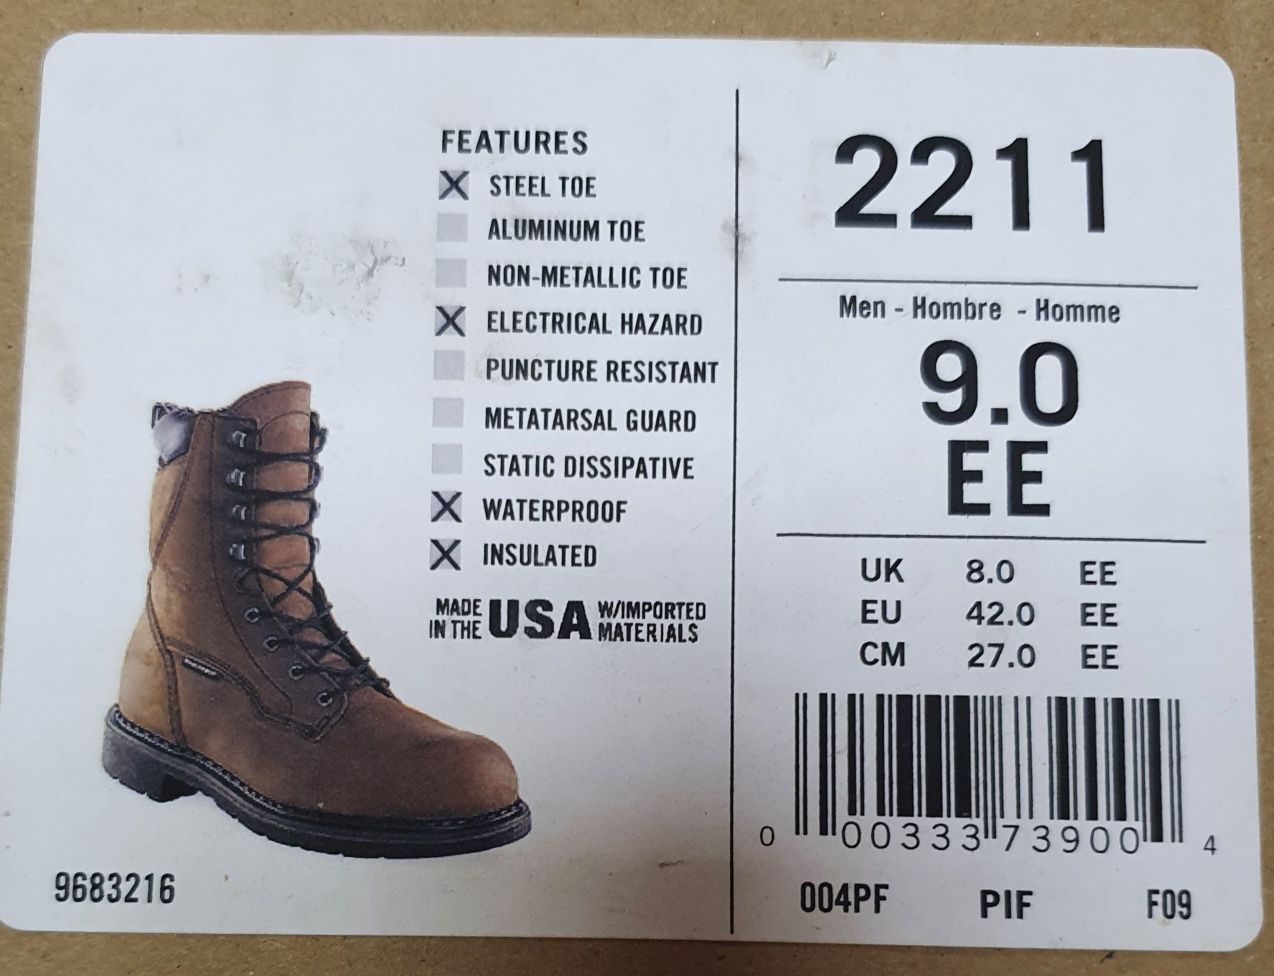 FEATURES
STEEL TOE
ALUMINUM TOE
NON-METALLIC TOE
ELECTRICAL HAZARD
PUNCTURE RESISTANT
METATARSAL GUARD
STATIC DISSIPATIVE
WATERPROOF
INSULATED
MADE IN THE USA W/IMPORTED MATERIALS
9683216
2211
Men - Hombre - Homme
9.0
EE
UK 8.0 EE
EU 42.0 EE
CM 27.0 EE
0 00333 73900 4
004PF PIF F09